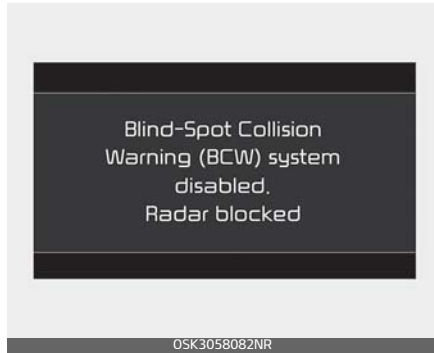 Blind-Spot Collision
Warning (BCW) system
disabled.
Radar blocked
OSK3058082NR